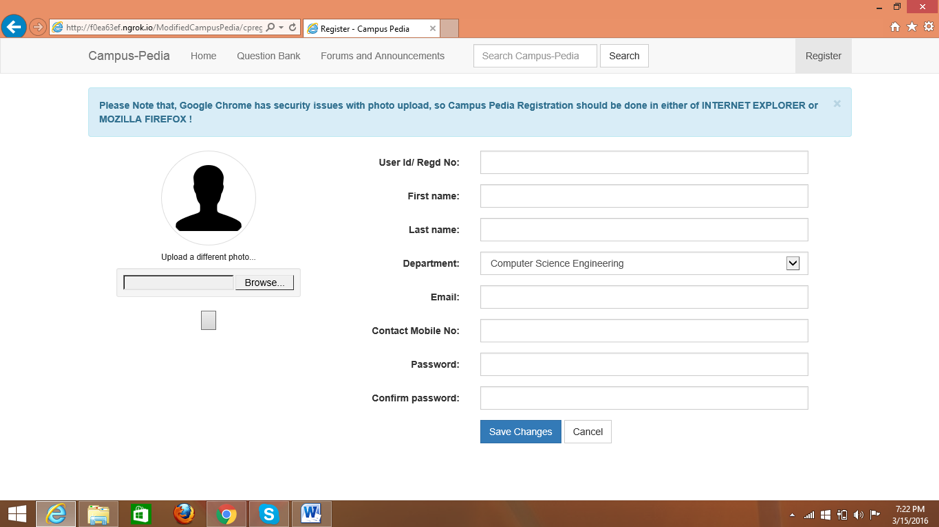 http://f0ea63ef.ngrok.io/ModifiedCampusPedia/cpreg
Register - Campus Pedia
Campus-Pedia Home Question Bank Forums and Announcements Search Campus-Pedia Search Register
Please Note that, Google Chrome has security issues with photo upload, so Campus Pedia Registration should be done in either of INTERNET EXPLORER or
MOZILLA FIREFOX !
×
User Id/ Regd No:
First name:
Last name:
Upload a different photo...
Department: Computer Science Engineering
Browse...
Email:
Contact Mobile No:
Password:
Confirm password:
Save Changes Cancel
7:22 PM
3/15/2016